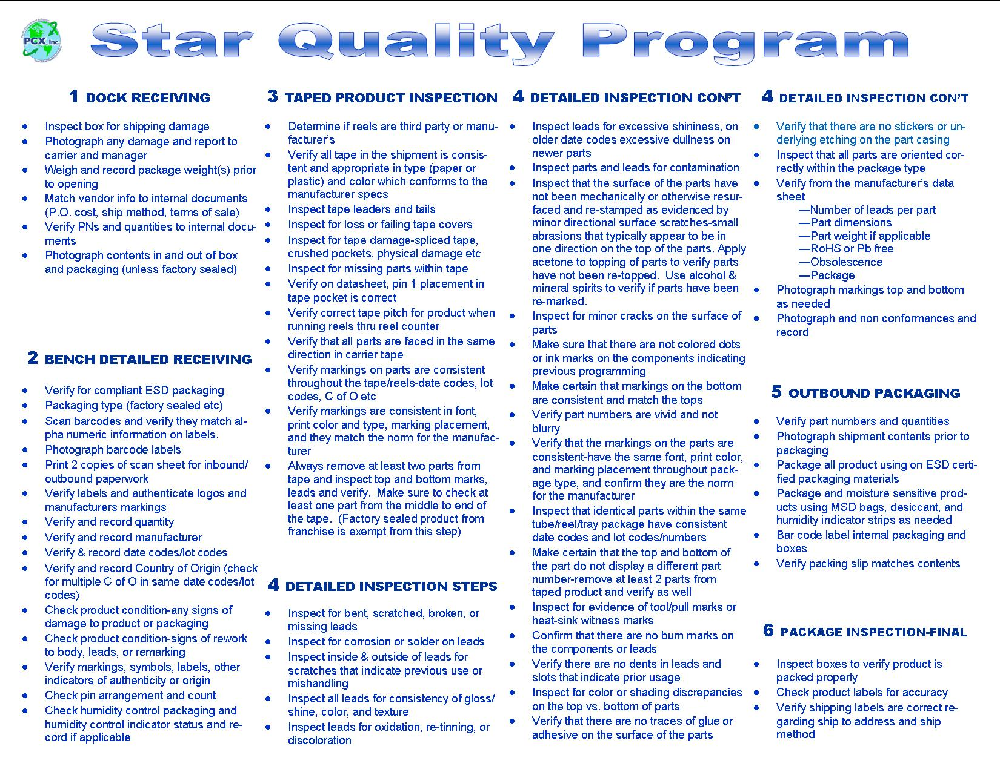 PGX, Inc.
Star Quality Program
1 DOCK RECEIVING
● Inspect box for shipping damage
● Photograph any damage and report to
carrier and manager
● Weigh and record package weight(s) prior
to opening
● Match vendor info to internal documents
(P.O. cost, ship method, terms of sale)
● Verify PNs and quantities to internal docu-
ments
● Photograph contents in and out of box
and packaging (unless factory sealed)
2 BENCH DETAILED RECEIVING
● Verify for compliant ESD packaging
● Packaging type (factory sealed etc)
● Scan barcodes and verify they match al-
pha numeric information on labels.
● Photograph barcode labels
● Print 2 copies of scan sheet for inbound/
outbound paperwork
● Verify labels and authenticate logos and
manufacturers markings
● Verify and record quantity
● Verify and record manufacturer
● Verify & record date codes/lot codes
● Verify and record Country of Origin (check
for multiple C of O in same date codes/lot
codes)
● Check product condition-any signs of
damage to product or packaging
● Check product condition-signs of rework
to body, leads, or remarking
● Verify markings, symbols, labels, other
indicators of authenticity or origin
● Check pin arrangement and count
● Check humidity control packaging and
humidity control indicator status and re-
cord if applicable
3 TAPED PRODUCT INSPECTION
● Determine if reels are third party or manu-
facturer's
● Verify all tape in the shipment is consis-
tent and appropriate in type (paper or
plastic) and color which conforms to the
manufacturer specs
● Inspect tape leaders and tails
● Inspect for loss or failing tape covers
● Inspect for tape damage-spliced tape,
crushed pockets, physical damage etc
● Inspect for missing parts within tape
● Verify on datasheet, pin 1 placement in
tape pocket is correct
● Verify correct tape pitch for product when
running reels thru reel counter
● Verify that all parts are faced in the same
direction in carrier tape
● Verify markings on parts are consistent
throughout the tape/reels-date codes, lot
codes, C of O etc
● Verify markings are consistent in font,
print color and type, marking placement,
and they match the norm for the manufac-
turer
● Always remove at least two parts from
tape and inspect top and bottom marks,
leads and verify.  Make sure to check at
least one part from the middle to end of
the tape.  (Factory sealed product from
franchise is exempt from this step)
4 DETAILED INSPECTION STEPS
● Inspect for bent, scratched, broken, or
missing leads
● Inspect for corrosion or solder on leads
● Inspect inside & outside of leads for
scratches that indicate previous use or
mishandling
● Inspect all leads for consistency of gloss/
shine, color, and texture
● Inspect leads for oxidation, re-tinning, or
discoloration
4 DETAILED INSPECTION CON'T
● Inspect leads for excessive shininess, on
older date codes excessive dullness on
newer parts
● Inspect parts and leads for contamination
● Inspect that the surface of the parts have
not been mechanically or otherwise resur-
faced and re-stamped as evidenced by
minor directional surface scratches-small
abrasions that typically appear to be in
one direction on the top of the parts. Apply
acetone to topping of parts to verify parts
have not been re-topped.  Use alcohol &
mineral spirits to verify if parts have been
re-marked.
● Inspect for minor cracks on the surface of
parts
● Make sure that there are not colored dots
or ink marks on the components indicating
previous programming
● Make certain that markings on the bottom
are consistent and match the tops
● Verify part numbers are vivid and not
blurry
● Verify that the markings on the parts are
consistent-have the same font, print color,
and marking placement throughout pack-
age type, and confirm they are the norm
for the manufacturer
● Inspect that identical parts within the same
tube/reel/tray package have consistent
date codes and lot codes/numbers
● Make certain that the top and bottom of
the part do not display a different part
number-remove at least 2 parts from
taped product and verify as well
● Inspect for evidence of tool/pull marks or
heat-sink witness marks
● Confirm that there are no burn marks on
the components or leads
● Verify there are no dents in leads and
slots that indicate prior usage
● Inspect for color or shading discrepancies
on the top vs. bottom of parts
● Verify that there are no traces of glue or
adhesive on the surface of the parts
4 DETAILED INSPECTION CON'T
● Verify that there are no stickers or un-
derlying etching on the part casing
● Inspect that all parts are oriented cor-
rectly within the package type
● Verify from the manufacturer's data
sheet
—Number of leads per part
—Part dimensions
—Part weight if applicable
—RoHS or Pb free
—Obsolescence
—Package
● Photograph markings top and bottom
as needed
● Photograph and non conformances and
record
5 OUTBOUND PACKAGING
● Verify part numbers and quantities
● Photograph shipment contents prior to
packaging
● Package all product using on ESD certi-
fied packaging materials
● Package and moisture sensitive prod-
ucts using MSD bags, desiccant, and
humidity indicator strips as needed
● Bar code label internal packaging and
boxes
● Verify packing slip matches contents
6 PACKAGE INSPECTION-FINAL
● Inspect boxes to verify product is
packed properly
● Check product labels for accuracy
● Verify shipping labels are correct re-
garding ship to address and ship
method